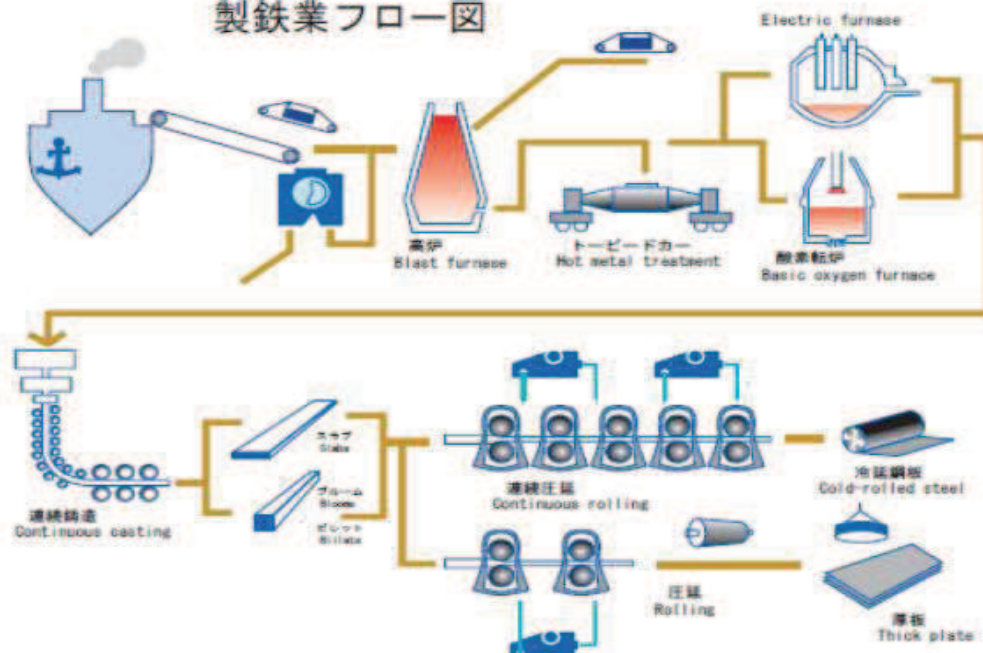 製鉄業フロー図
Electric furnase
高炉
Blast furnase
トーピードカー
Hot metal treatment
酸素転炉
Basic oxygen furnace
スラブ
Slabs
ブルーム
Blooms
ビレット
Billets
連続鋳造
Continuous casting
連続圧延
Continuous rolling
冷延鋼板
Cold-rolled steel
圧延
Rolling
厚板
Thick plate